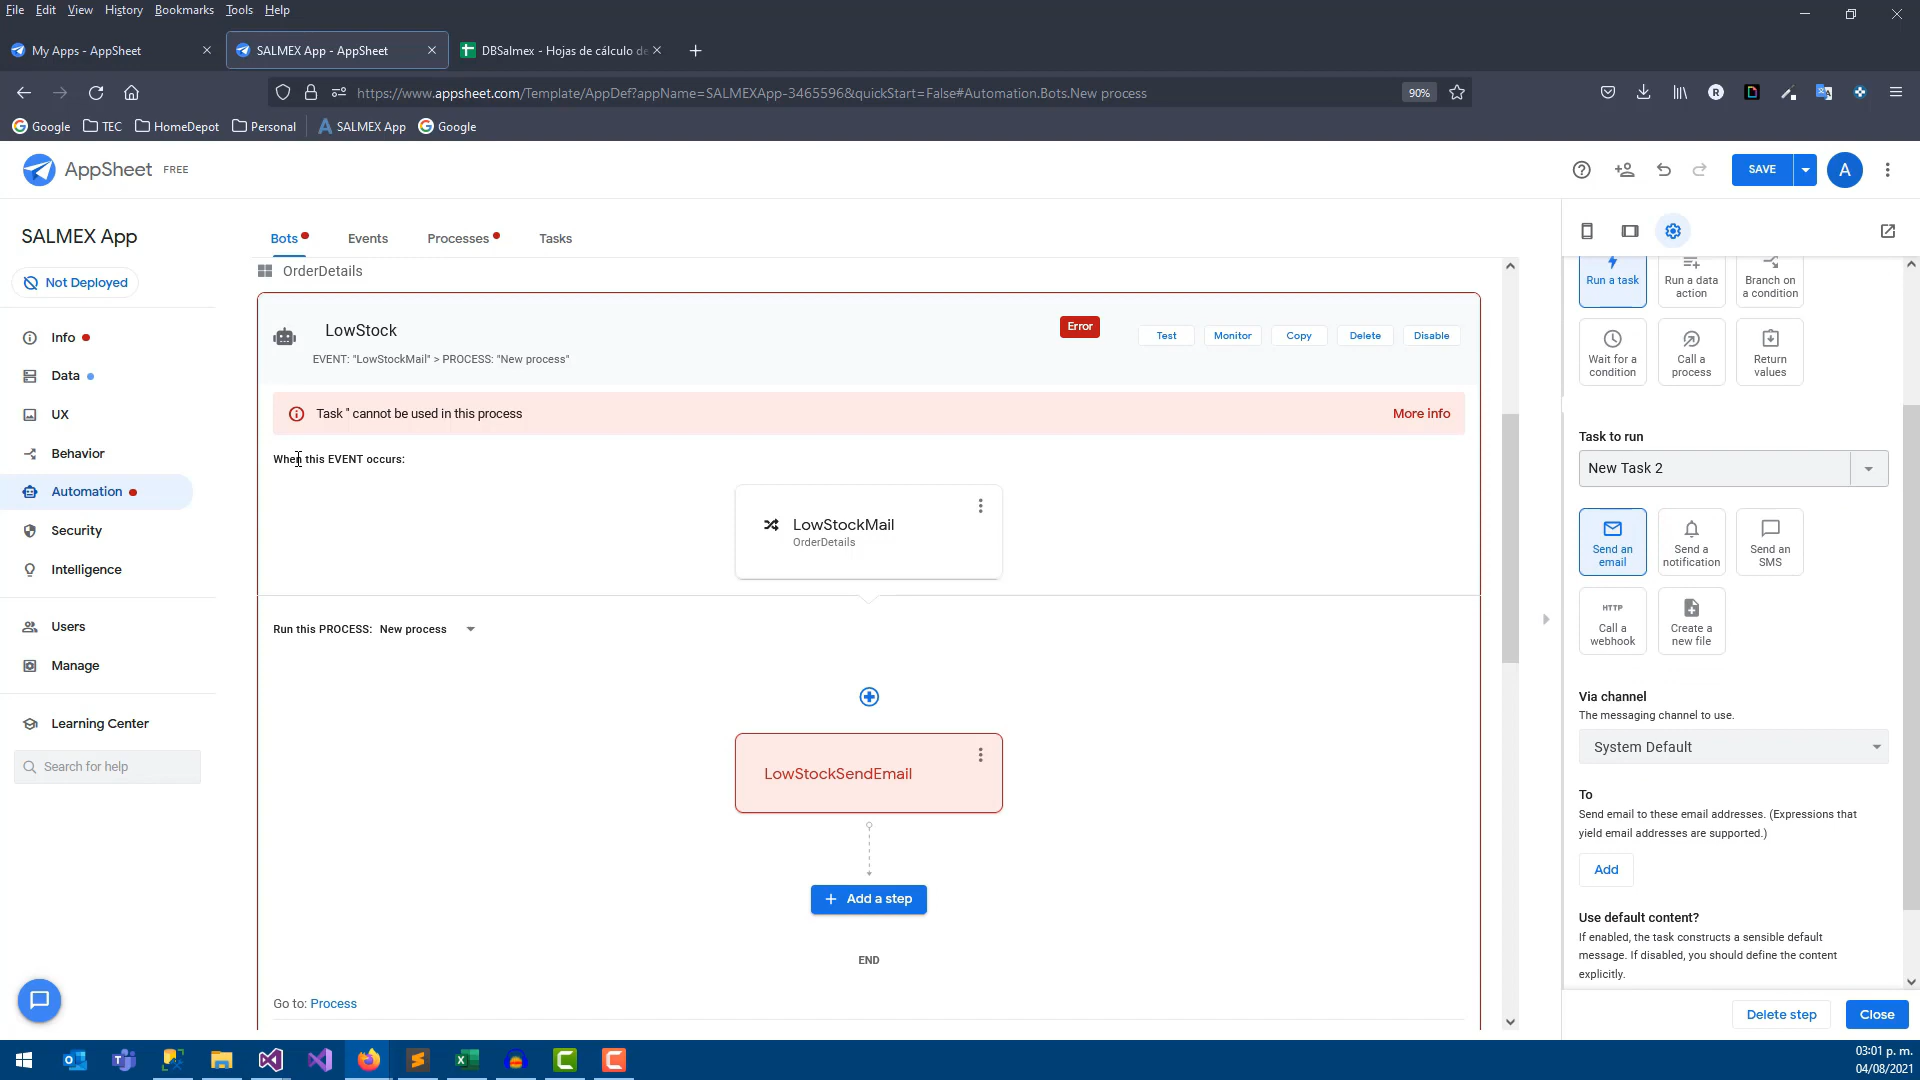 File Edit View History Bookmarks Tools Help
My Apps - AppSheet
SALMEX App - AppSheet
DBSalmex - Hojas de cálculo de
https://www.appsheet.com/Template/AppDef?appName=SALMEXApp-3465596&quickStart=False#Automation.Bots.New process
90%
Google TEC HomeDepot Personal SALMEX App Google
AppSheet FREE
SAVE
A
SALMEX App
Not Deployed
Info
Data
UX
Behavior
Automation
Security
Intelligence
Users
Manage
Learning Center
Search for help
Bots Events Processes Tasks
OrderDetails
LowStock
EVENT: "LowStockMail" > PROCESS: "New process"
Error
Test Monitor Copy Delete Disable
Task '' cannot be used in this process
More info
When this EVENT occurs:
LowStockMail
OrderDetails
Run this PROCESS: New process
LowStockSendEmail
+ Add a step
END
Go to: Process
Run a task
Run a data
action
Branch on
a condition
Wait for a
condition
Call a
process
Return
values
Task to run
New Task 2
Send an
email
Send a
notification
Send an
SMS
HTTP
Call a
webhook
Create a
new file
Via channel
The messaging channel to use.
System Default
To
Send email to these email addresses. (Expressions that
yield email addresses are supported.)
Add
Use default content?
If enabled, the task constructs a sensible default
message. If disabled, you should define the content
explicitly.
Delete step
Close
03:01 p. m.
04/08/2021